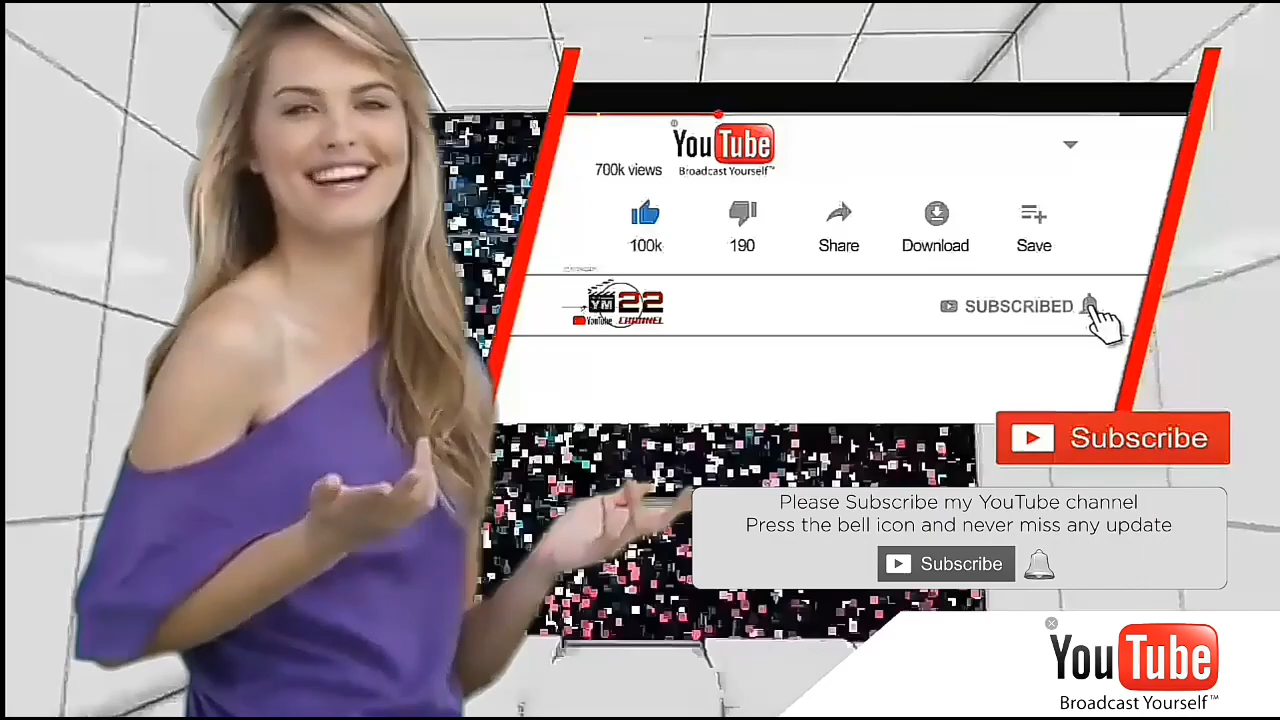 YouTube
700k views
Broadcast Yourself™
100k
190
Share
Download
Save
YM 22
YouTube CHANNEL
SUBSCRIBED
Subscribe
Please Subscribe my YouTube channel
Press the bell icon and never miss any update
Subscribe
YouTube
Broadcast Yourself™